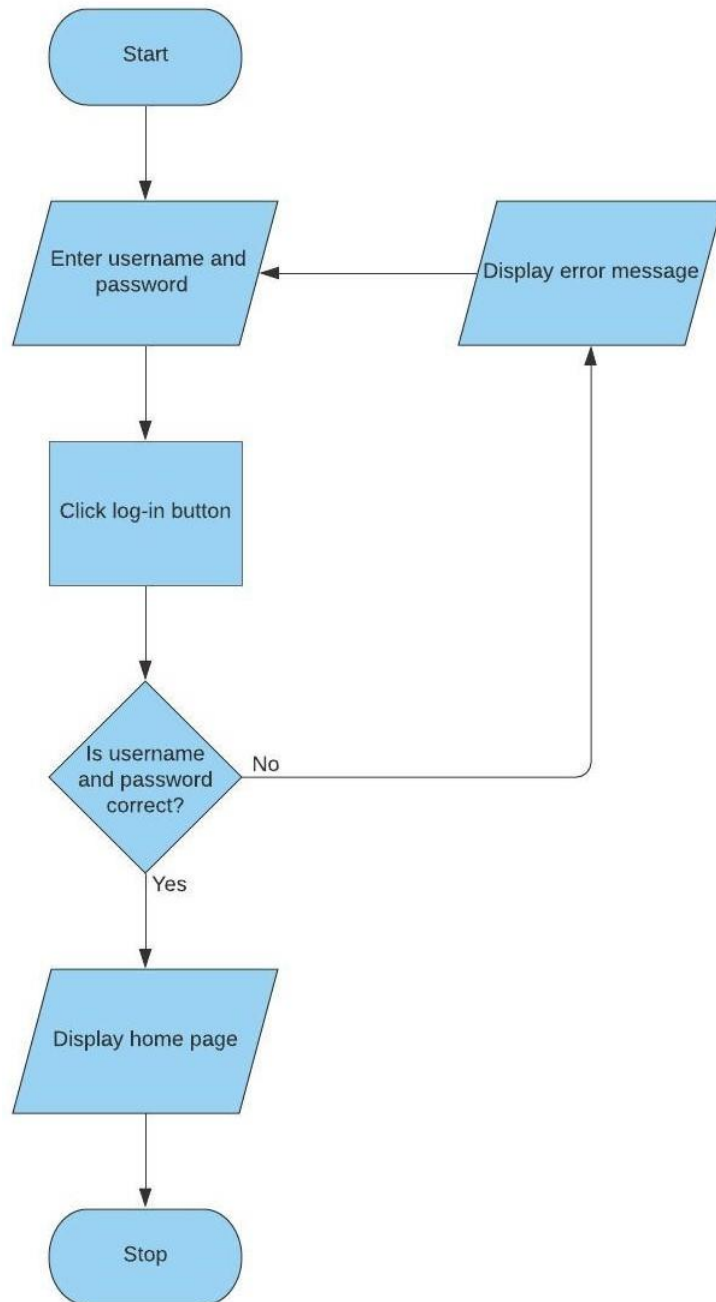 Start
Enter username and
password
Display error message
Click log-in button
Is username
and password
correct?
No
Yes
Display home page
Stop